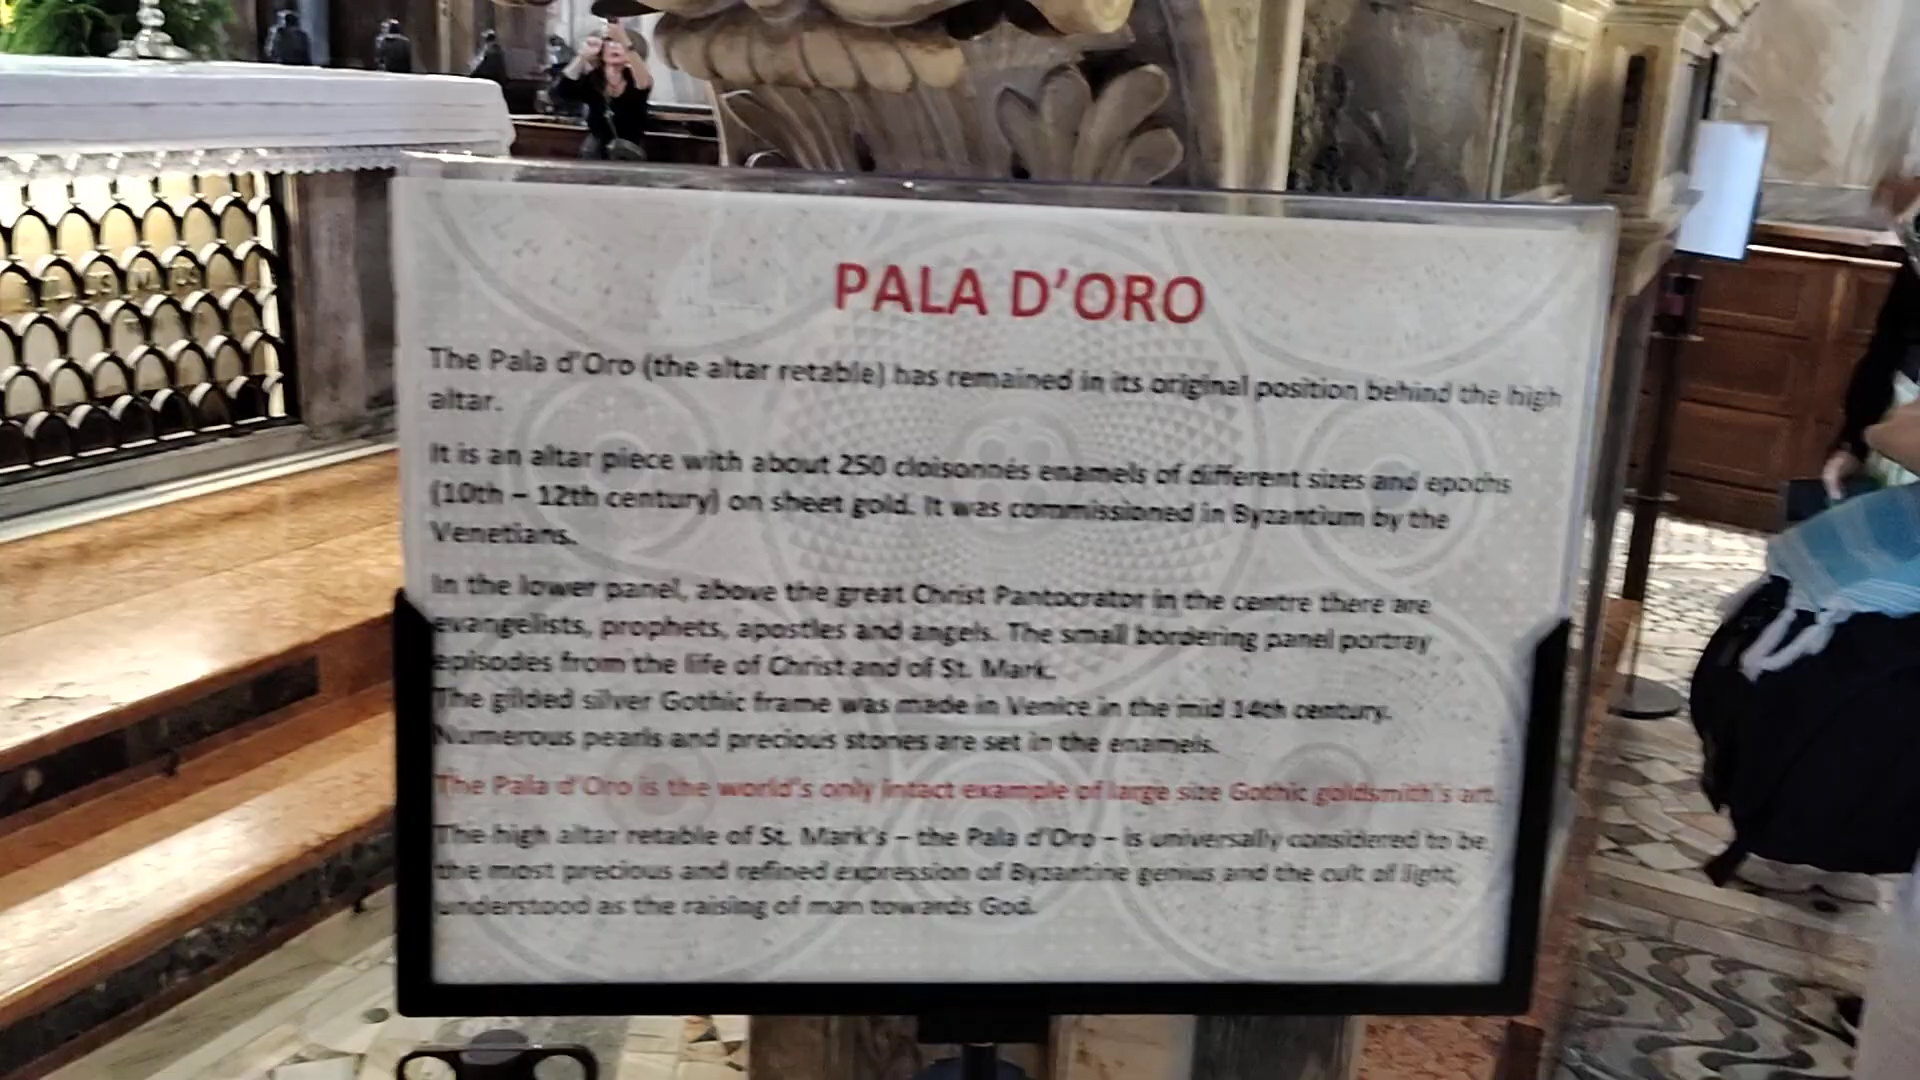 PALA D'ORO
The Pala d'Oro (the altar retable) has remained in its original position behind the high
altar.
It is an altar piece with about 250 cloisonnés enamels of different sizes and epochs
(10th – 12th century) on sheet gold. It was commissioned in Byzantium by the
Venetians.
In the lower panel, above the great Christ Pantocrator in the centre there are
evangelists, prophets, apostles and angels. The small bordering panel portray
episodes from the life of Christ and of St. Mark.
The gilded silver Gothic frame was made in Venice in the mid 14th century.
Numerous pearls and precious stones are set in the enamels.
The Pala d'Oro is the world's only intact example of large size Gothic goldsmith's art.
The high altar retable of St. Mark's – the Pala d'Oro – is universally considered to be
the most precious and refined expression of Byzantine genius and the cult of light,
understood as the raising of man towards God.